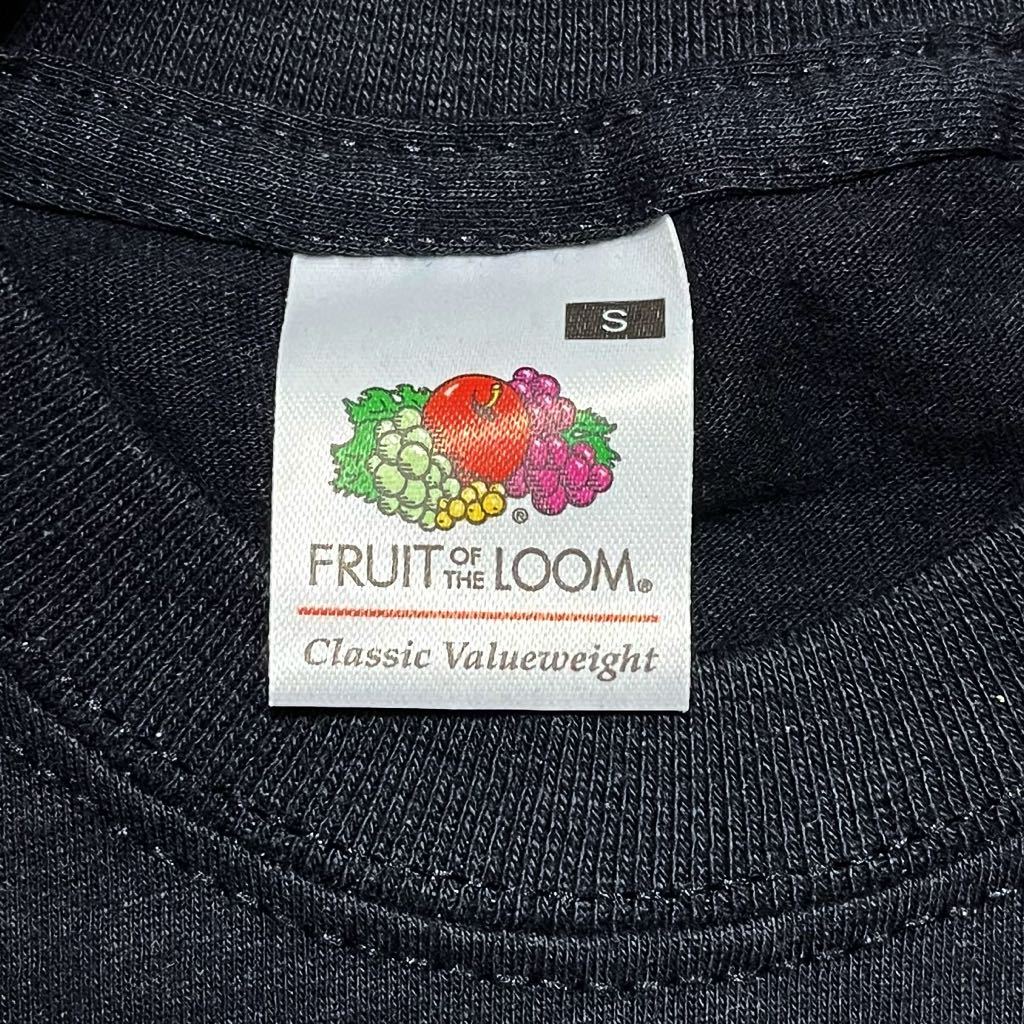 S
®
FRUIT OF THE LOOM®
Classic Valueweight